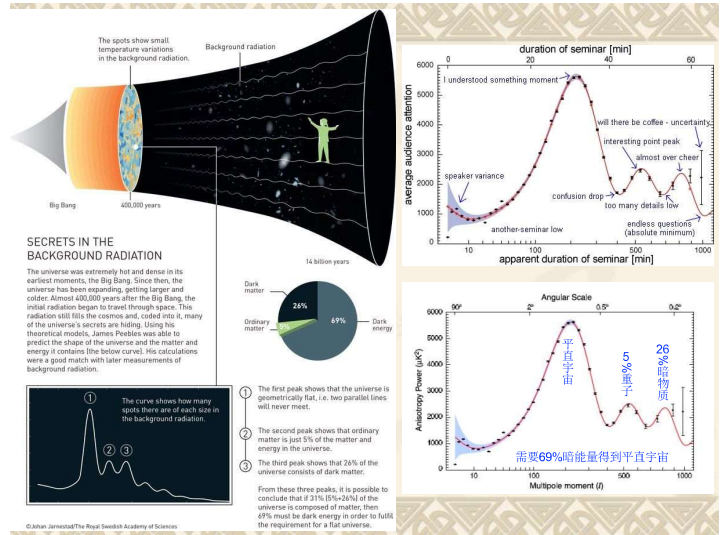 The spots show small
temperature variations
in the background radiation.
Background radiation
Big Bang
400,000 years
14 billion years
SECRETS IN THE
BACKGROUND RADIATION
The universe was extremely hot and dense in its
earliest moments, the Big Bang. Since then, the
universe has been expanding, getting larger and
colder. Almost 400,000 years after the Big Bang, the
initial radiation began to travel through space. This
radiation still fills the cosmos and, coded into it, many
of the universe's secrets are hiding. Using his
theoretical models, James Peebles was able to
predict the shape of the universe and the matter and
energy it contains (the below curve). His calculations
were a good match with later measurements of
background radiation.
Dark
matter
Ordinary
matter
26%
5%
69%
Dark
energy
The curve shows how many
spots there are of each size in
the background radiation.
1
2
3
1 The first peak shows that the universe is
geometrically flat, i.e. two parallel lines
will never meet.
2 The second peak shows that ordinary
matter is just 5% of the matter and
energy in the universe.
3 The third peak shows that 26% of the
universe consists of dark matter.
From these three peaks, it is possible to
conclude that if 31% (5%+26%) of the
universe is composed of matter, then
69% must be dark energy in order to fulfil
the requirement for a flat universe.
©Johan Jarnestad/The Royal Swedish Academy of Sciences
duration of seminar [min]
0 20 40 60
6000
5000
4000
3000
2000
1000
0
average audience attention
I understood something moment
will there be coffee - uncertainty
interesting point peak
almost over cheer
speaker variance
confusion drop
too many details low
another-seminar low
endless questions
(absolute minimum)
10 100 500 1000
apparent duration of seminar [min]
Angular Scale
90° 2° 0.5° 0.2°
6000
5000
4000
3000
2000
1000
0
Anisotropy Power (μK²)
平直宇宙
5%重子
26%暗物质
需要69%暗能量得到平直宇宙
10 100 500 1000
Multipole moment (l)